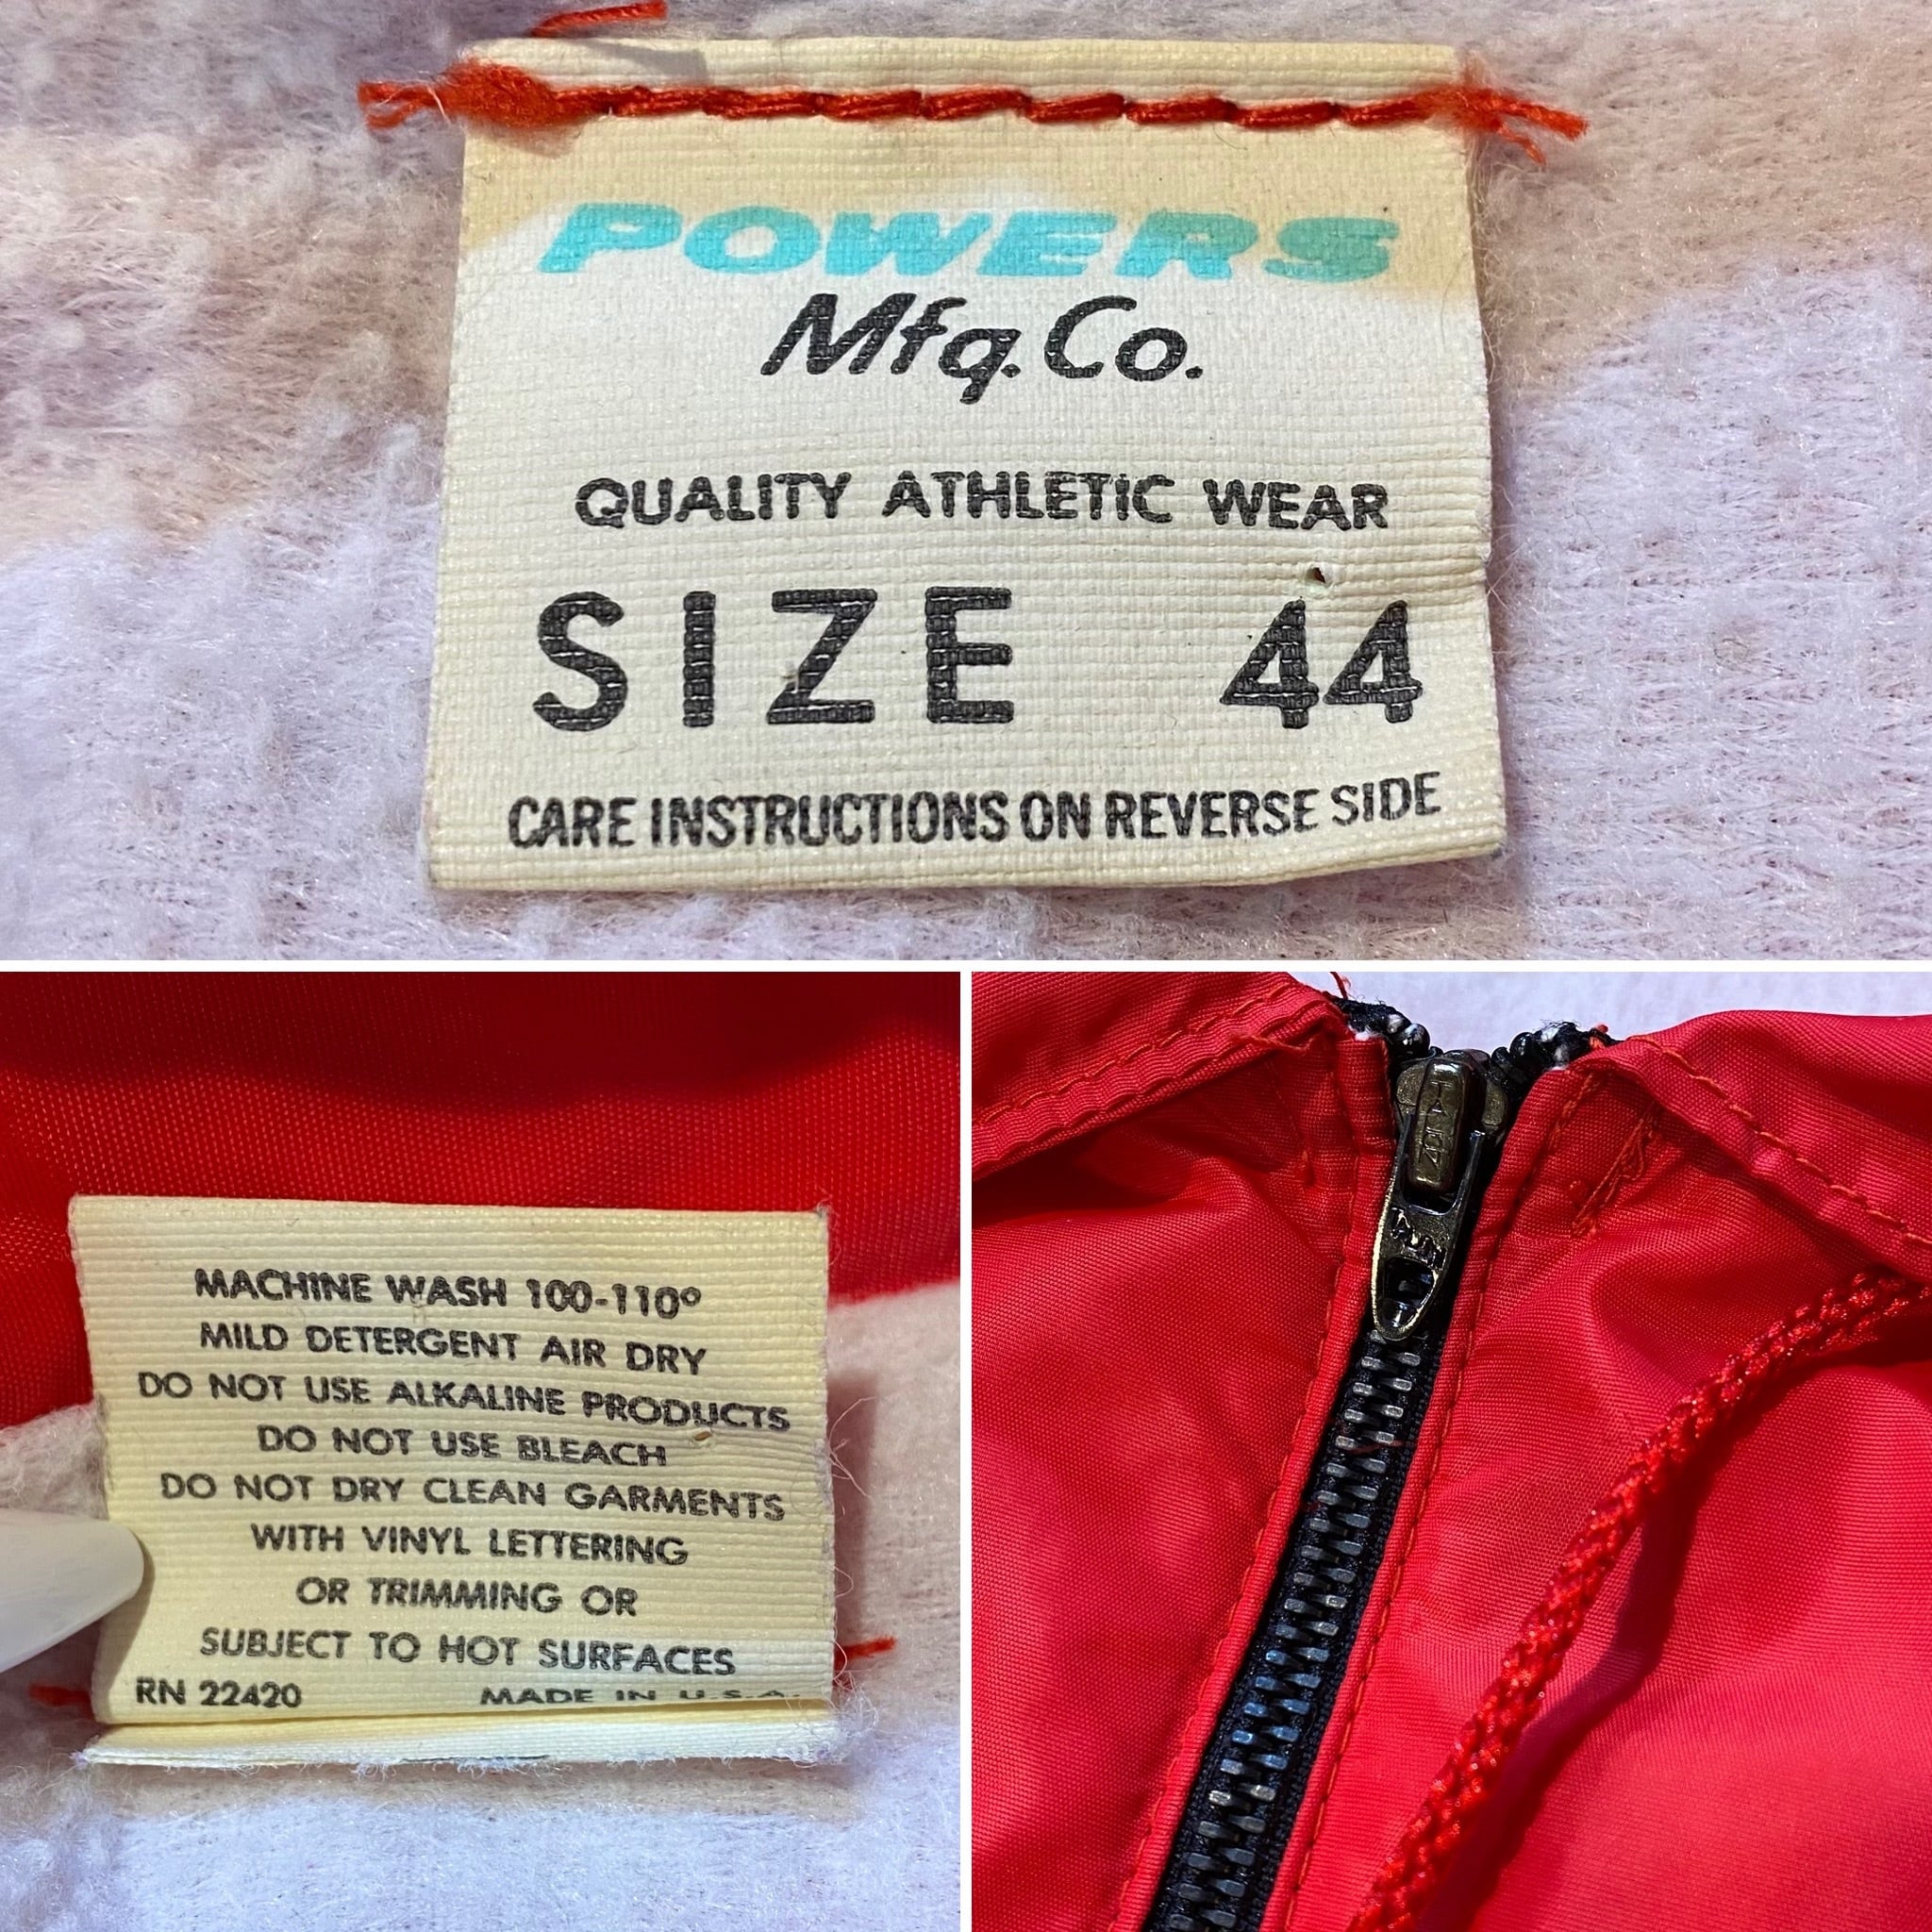 POWERS
Mfg. Co.
QUALITY ATHLETIC WEAR
SIZE 44
CARE INSTRUCTIONS ON REVERSE SIDE
MACHINE WASH 100-110°
MILD DETERGENT AIR DRY
DO NOT USE ALKALINE PRODUCTS
DO NOT USE BLEACH
DO NOT DRY CLEAN GARMENTS
WITH VINYL LETTERING
OR TRIMMING OR
SUBJECT TO HOT SURFACES
RN 22420 MADE IN U.S.A.
TALON